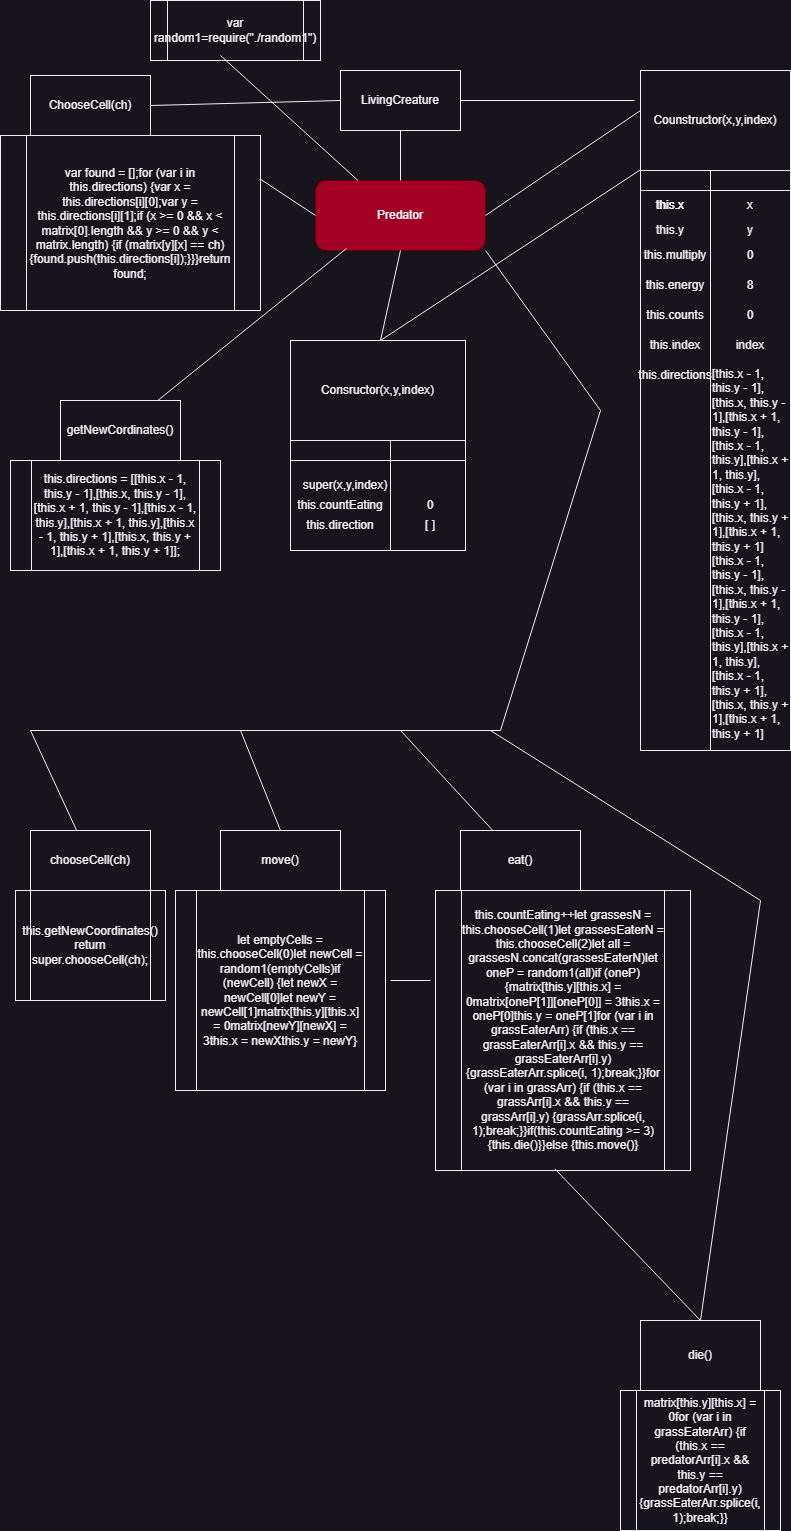 var
random1=require("./random1")
ChooseCell(ch)
LivingCreature
Counstructor(x,y,index)
var found = [];for (var i in
this.directions) {var x =
this.directions[i][0];var y =
this.directions[i][1];if (x >= 0 && x <
matrix[0].length && y >= 0 && y <
matrix.length) {if (matrix[y][x] == ch)
{found.push(this.directions[i]);}}}return
found;
Predator
this.x
x
this.y
y
this.multiply
0
this.energy
8
this.counts
0
this.index
index
this.directions
[this.x - 1,
this.y - 1],
[this.x, this.y -
1],[this.x + 1,
this.y - 1],
[this.x - 1,
this.y],[this.x +
1, this.y],
[this.x - 1,
this.y + 1],
[this.x, this.y +
1],[this.x + 1,
this.y + 1]
[this.x - 1,
this.y - 1],
[this.x, this.y -
1],[this.x + 1,
this.y - 1],
[this.x - 1,
this.y],[this.x +
1, this.y],
[this.x - 1,
this.y + 1],
[this.x, this.y +
1],[this.x + 1,
this.y + 1]
Consructor(x,y,index)
super(x,y,index)
this.countEating
0
this.direction
[ ]
getNewCordinates()
this.directions = [[this.x - 1,
this.y - 1],[this.x, this.y - 1],
[this.x + 1, this.y - 1],[this.x - 1,
this.y],[this.x + 1, this.y],[this.x
- 1, this.y + 1],[this.x, this.y +
1],[this.x + 1, this.y + 1]];
chooseCell(ch)
this.getNewCoordinates()
return
super.chooseCell(ch);
move()
let emptyCells =
this.chooseCell(0)let newCell =
random1(emptyCells)if
(newCell) {let newX =
newCell[0]let newY =
newCell[1]matrix[this.y][this.x]
= 0matrix[newY][newX] =
3this.x = newXthis.y = newY}
eat()
this.countEating++let grassesN =
this.chooseCell(1)let grassesEaterN =
this.chooseCell(2)let all =
grassesN.concat(grassesEaterN)let
oneP = random1(all)if (oneP)
{matrix[this.y][this.x] =
0matrix[oneP[1]][oneP[0]] = 3this.x =
oneP[0]this.y = oneP[1]for (var i in
grassEaterArr) {if (this.x ==
grassEaterArr[i].x && this.y ==
grassEaterArr[i].y)
{grassEaterArr.splice(i, 1);break;}}for
(var i in grassArr) {if (this.x ==
grassArr[i].x && this.y ==
grassArr[i].y) {grassArr.splice(i,
1);break;}}if(this.countEating >= 3)
{this.die()}}else {this.move()}
die()
matrix[this.y][this.x] =
0for (var i in
grassEaterArr) {if
(this.x ==
predatorArr[i].x &&
this.y ==
predatorArr[i].y)
{grassEaterArr.splice(i,
1);break;}}